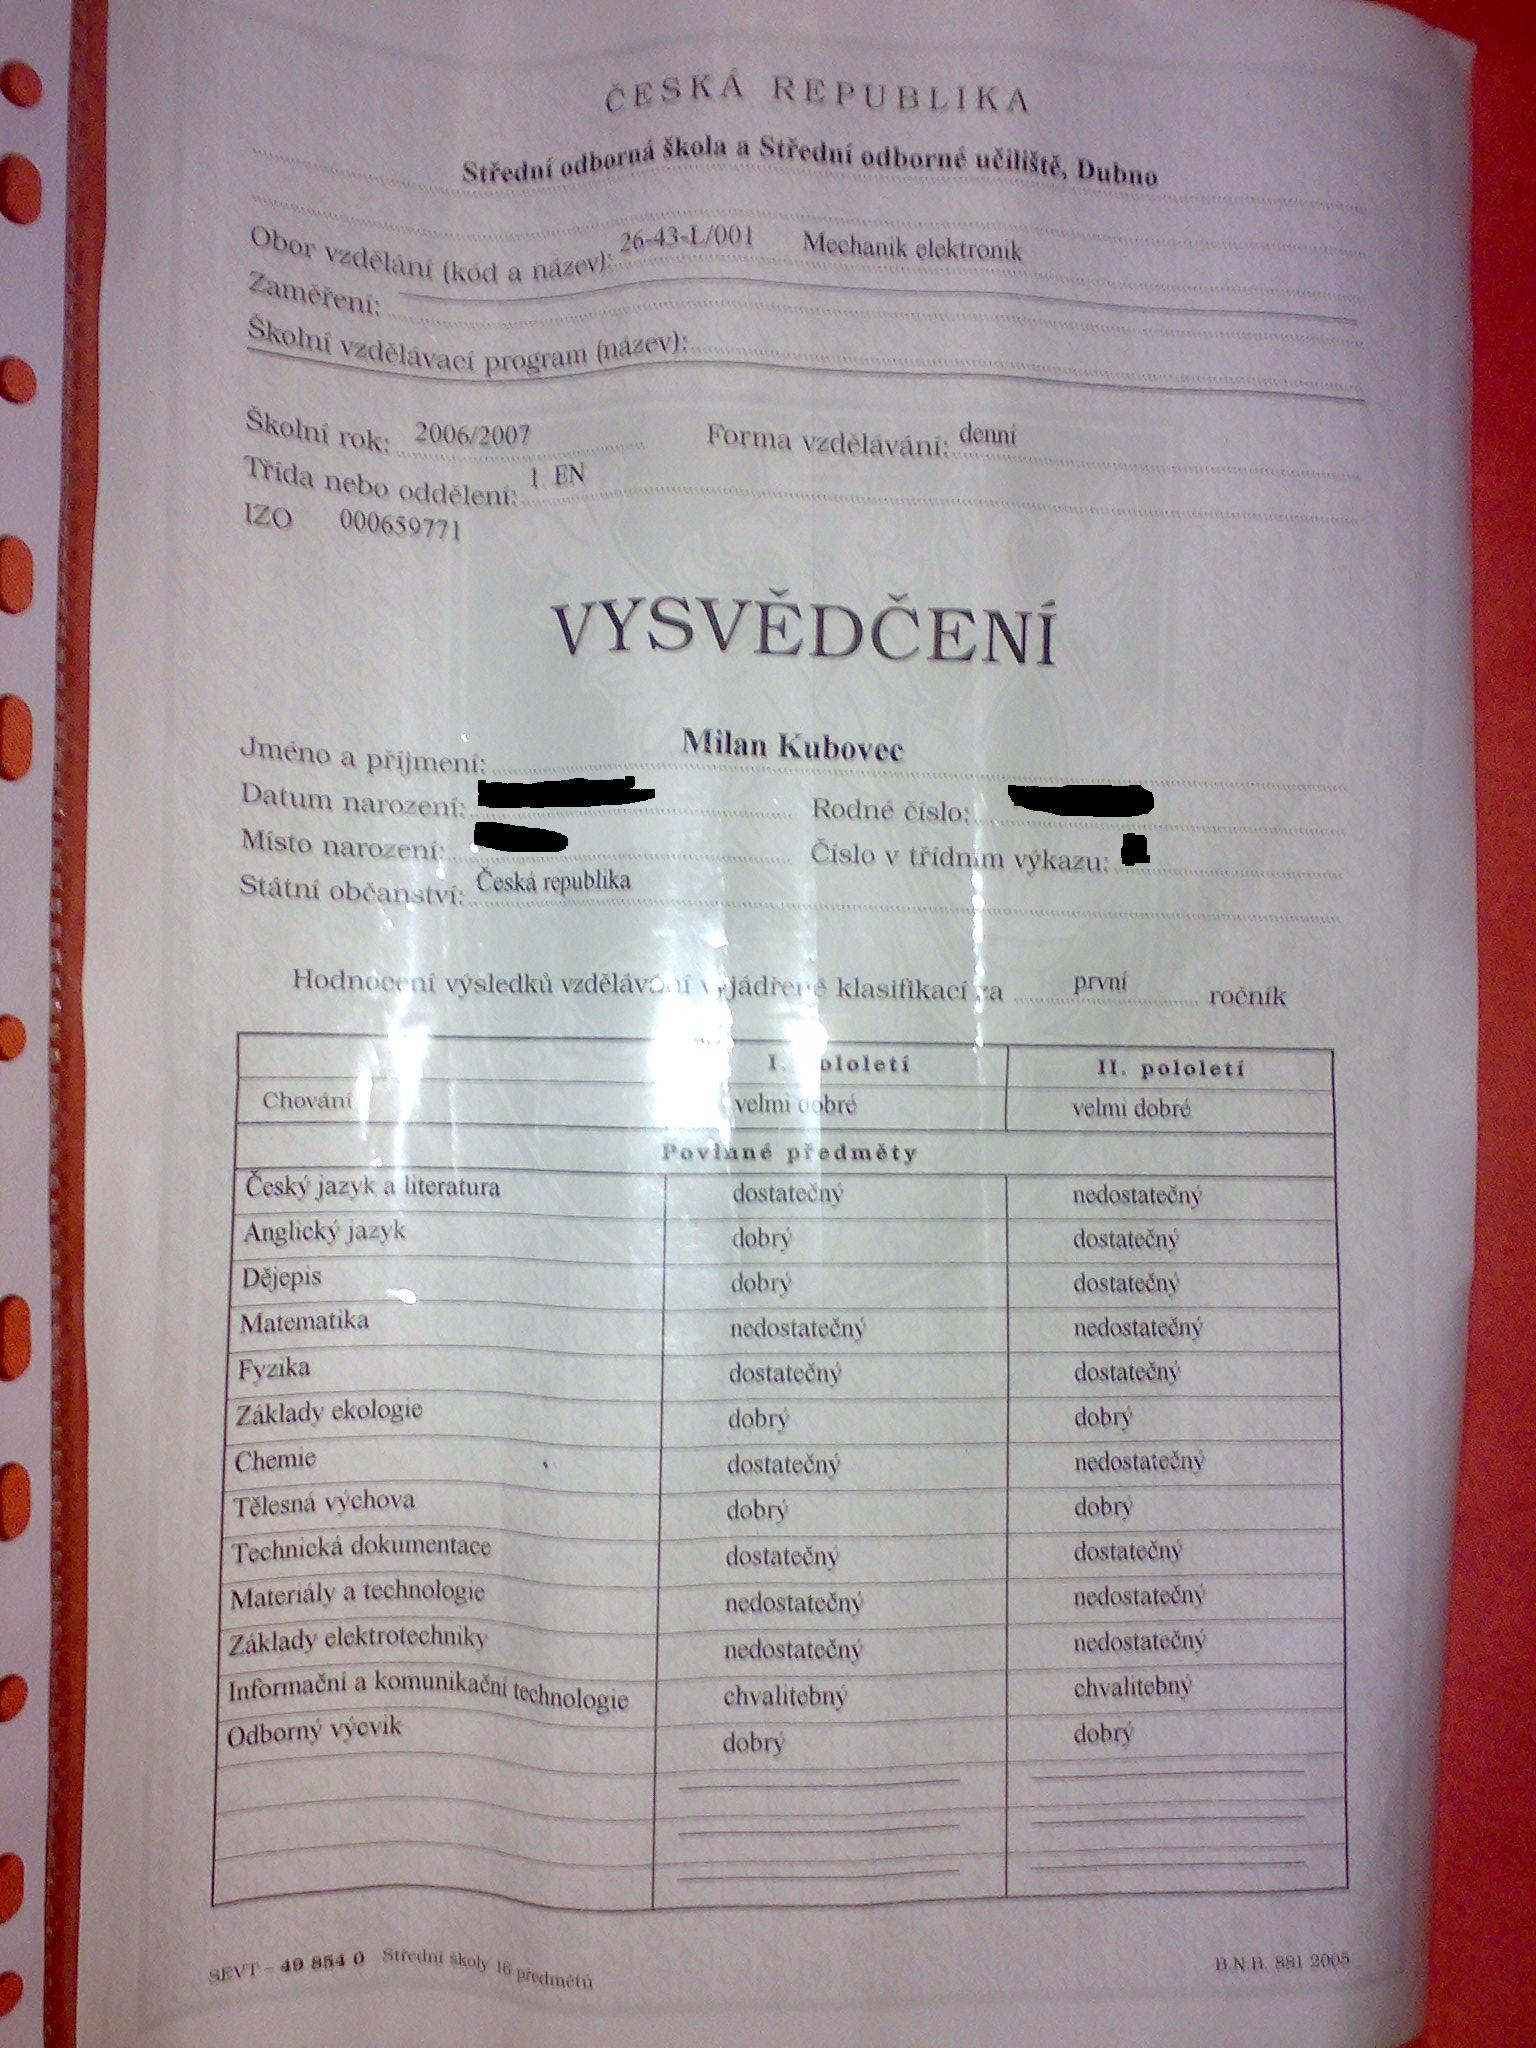 ČESKÁ REPUBLIKA
Střední odborná škola a Střední odborné učiliště, Dubno
Obor vzdělání (kód a název): 26-43-L/001 Mechanik elektronik
Zaměření:
Školní vzdělávací program (název):
Školní rok: 2006/2007 Forma vzdělávání: denní
Třída nebo oddělení: 1. EN
IZO 000659771
VYSVĚDČENÍ
Jméno a příjmení: Milan Kubovec
Datum narození: Rodné číslo:
Místo narození: Číslo v třídním výkazu:
Státní občanství: Česká republika
Hodnocení výsledků vzdělávání vyjádřené klasifikací za první ročník
I. pololetí II. pololetí
Chování velmi dobré velmi dobré
Povinné předměty
Český jazyk a literatura dostatečný nedostatečný
Anglický jazyk dobrý dostatečný
Dějepis dobrý dostatečný
Matematika nedostatečný nedostatečný
Fyzika dostatečný dostatečný
Základy ekologie dobrý dobrý
Chemie dostatečný nedostatečný
Tělesná výchova dobrý dobrý
Technická dokumentace dostatečný dostatečný
Materiály a technologie nedostatečný nedostatečný
Základy elektrotechniky nedostatečný nedostatečný
Informační a komunikační technologie chvalitebný chvalitebný
Odborný výcvik dobrý dobrý
SEVT – 49 854 0 Střední školy 16 předmětů B.N.B. 881 2005